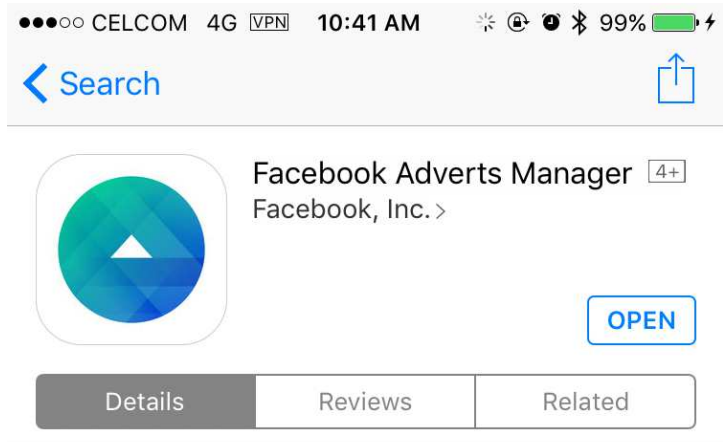 CELCOM 4G VPN 10:41 AM 99%
Search
Facebook Adverts Manager 4+
Facebook, Inc. >
OPEN
Details Reviews Related